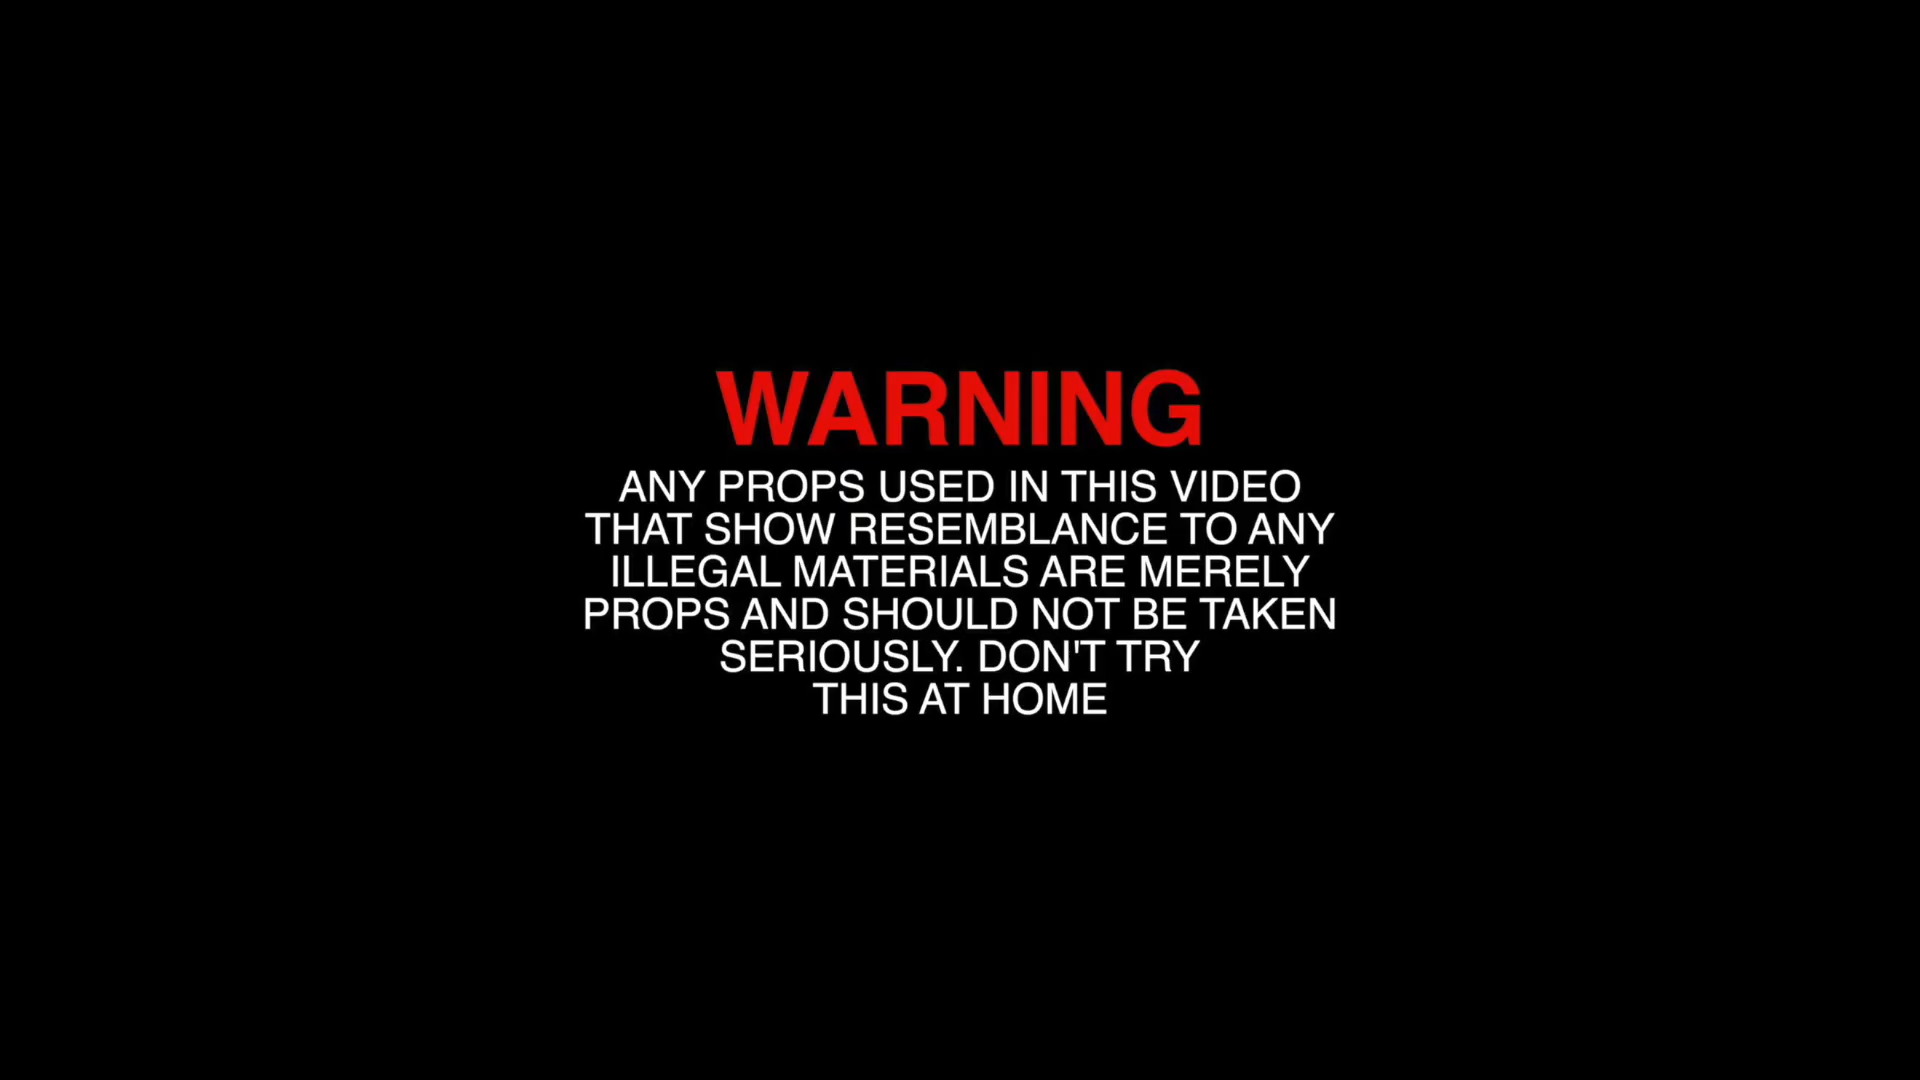 WARNING
ANY PROPS USED IN THIS VIDEO
THAT SHOW RESEMBLANCE TO ANY
ILLEGAL MATERIALS ARE MERELY
PROPS AND SHOULD NOT BE TAKEN
SERIOUSLY. DON'T TRY
THIS AT HOME